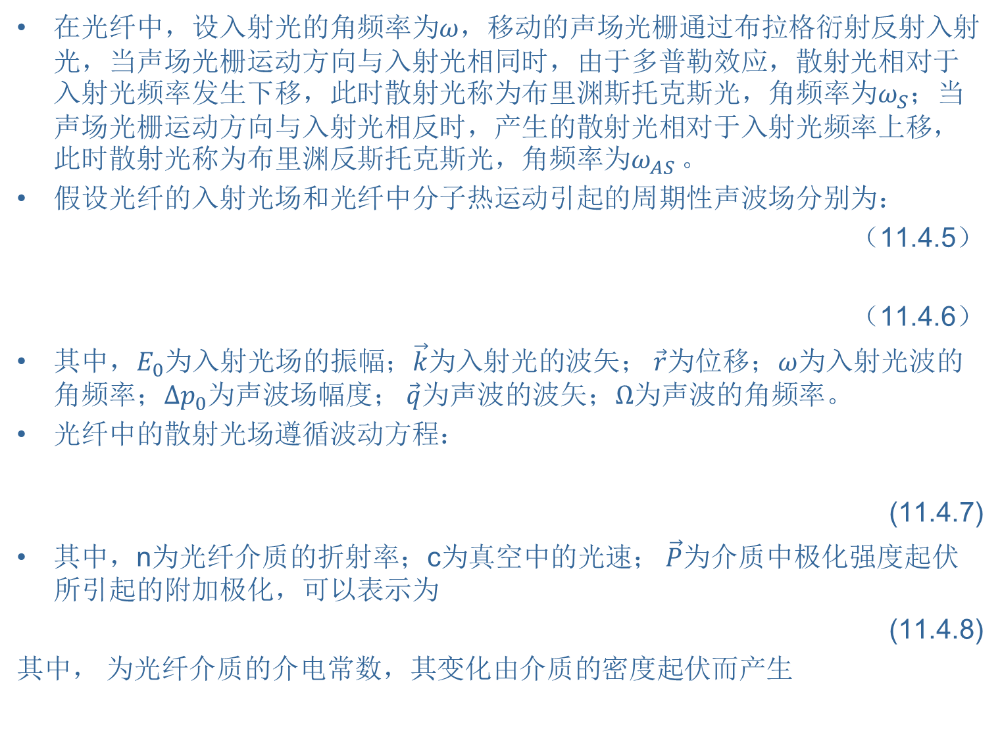 • 在光纤中，设入射光的角频率为ω，移动的声场光栅通过布拉格衍射反射入射
光，当声场光栅运动方向与入射光相同时，由于多普勒效应，散射光相对于
入射光频率发生下移，此时散射光称为布里渊斯托克斯光，角频率为ω_S；当
声场光栅运动方向与入射光相反时，产生的散射光相对于入射光频率上移，
此时散射光称为布里渊反斯托克斯光，角频率为ω_AS 。
• 假设光纤的入射光场和光纤中分子热运动引起的周期性声波场分别为：
（11.4.5）
（11.4.6）
• 其中，E₀为入射光场的振幅；k⃗为入射光的波矢； r⃗为位移；ω为入射光波的
角频率；Δp₀为声波场幅度； q⃗为声波的波矢；Ω为声波的角频率。
• 光纤中的散射光场遵循波动方程：
(11.4.7)
• 其中，n为光纤介质的折射率；c为真空中的光速； P⃗为介质中极化强度起伏
所引起的附加极化，可以表示为
(11.4.8)
其中， 为光纤介质的介电常数，其变化由介质的密度起伏而产生